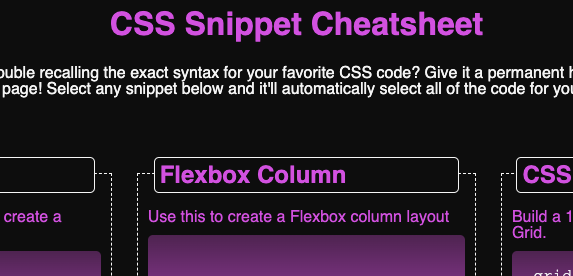 CSS Snippet Cheatsheet
ouble recalling the exact syntax for your favorite CSS code? Give it a permanent h
page! Select any snippet below and it'll automatically select all of the code for you
Flexbox Column
CSS
create a
Use this to create a Flexbox column layout
Build a 1
Grid.
grid